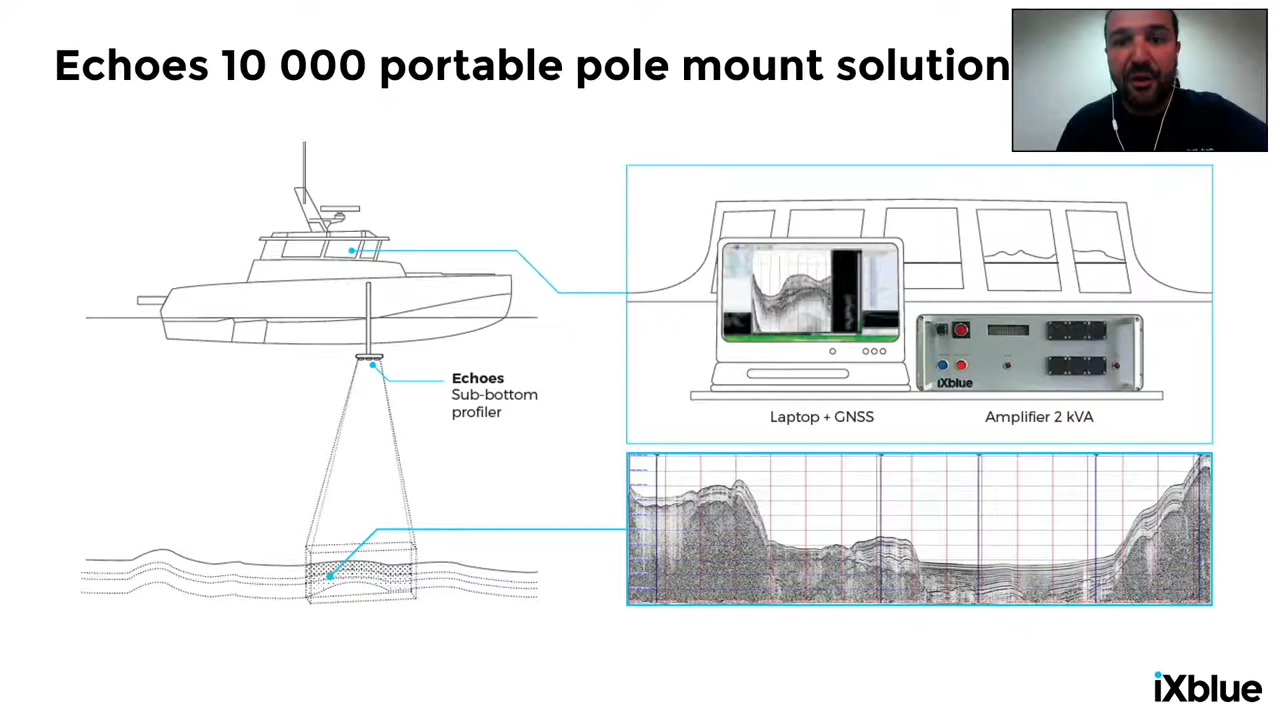 Echoes 10 000 portable pole mount solution
Echoes
Sub-bottom
profiler
iXblue
Laptop + GNSS
Amplifier 2 kVA
iXblue